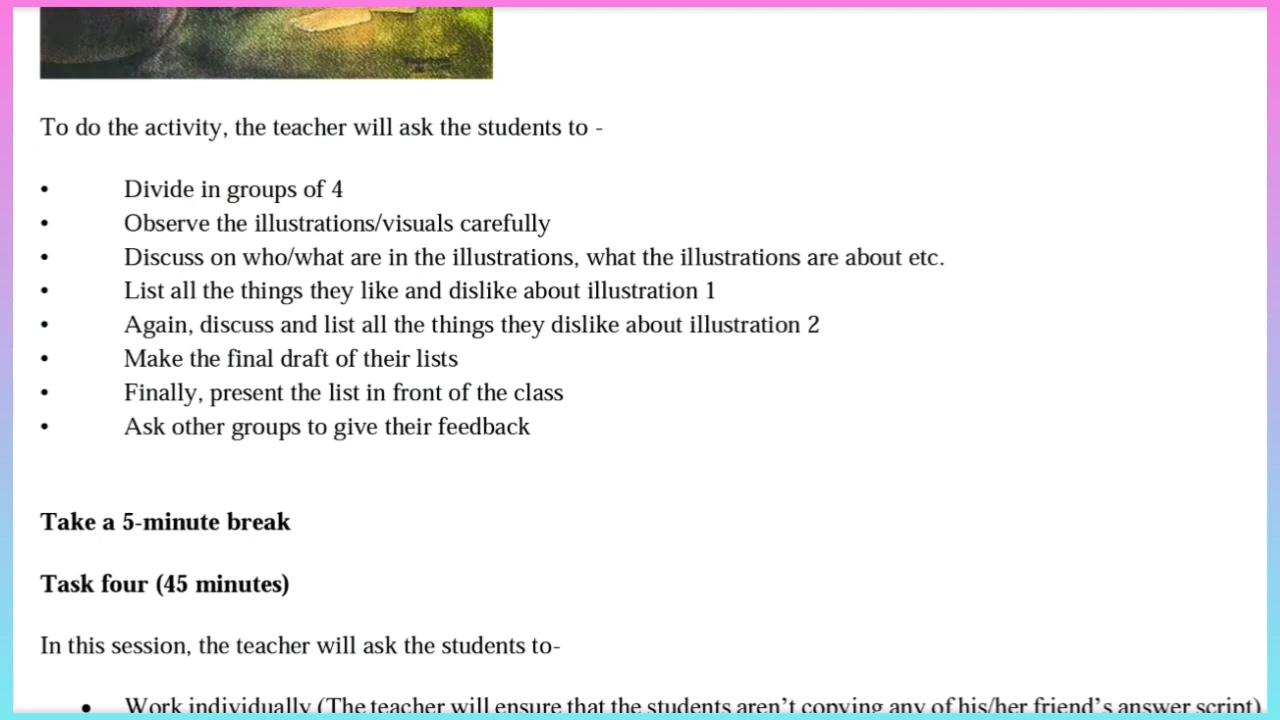 To do the activity, the teacher will ask the students to -
• Divide in groups of 4
• Observe the illustrations/visuals carefully
• Discuss on who/what are in the illustrations, what the illustrations are about etc.
• List all the things they like and dislike about illustration 1
• Again, discuss and list all the things they dislike about illustration 2
• Make the final draft of their lists
• Finally, present the list in front of the class
• Ask other groups to give their feedback
Take a 5-minute break
Task four (45 minutes)
In this session, the teacher will ask the students to-
• Work individually (The teacher will ensure that the students aren't copying any of his/her friend's answer script)